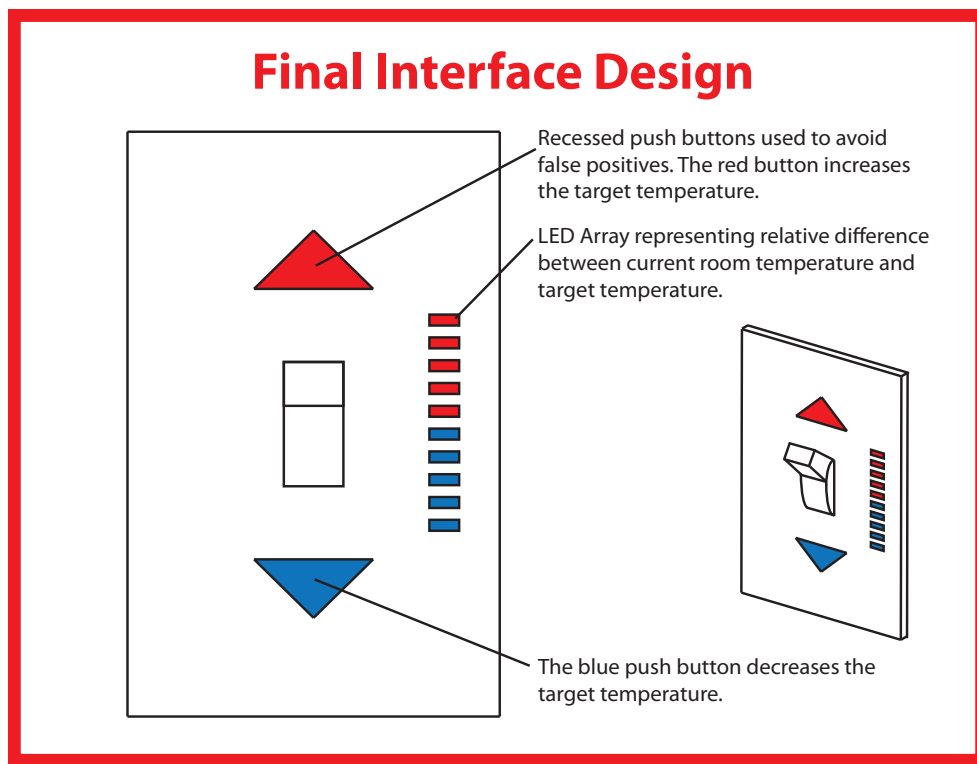 Final Interface Design
Recessed push buttons used to avoid
false positives. The red button increases
the target temperature.
LED Array representing relative difference
between current room temperature and
target temperature.
The blue push button decreases the
target temperature.